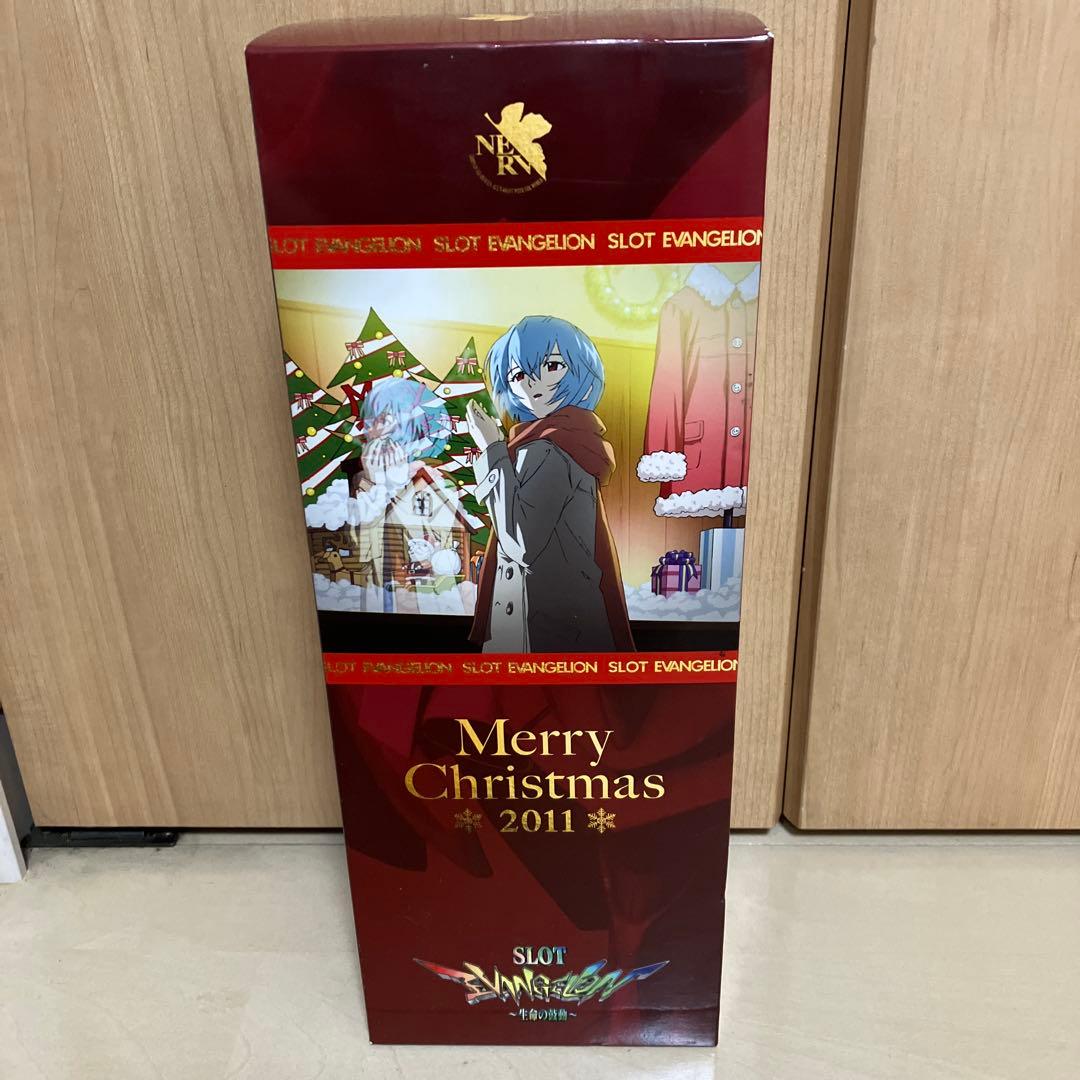 NERV
SLOT EVANGELION SLOT EVANGELION SLOT EVANGELION
SLOT EVANGELION SLOT EVANGELION SLOT EVANGELION
Merry
Christmas
2011
SLOT
EVANGELION
～生命の鼓動～